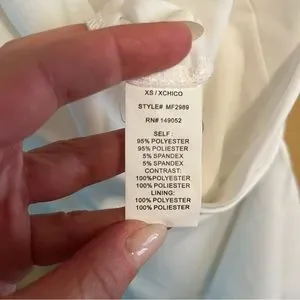 XS / XCHICO
STYLE# MF2989
RN# 149052
SELF :
95% POLYESTER
95% POLIESTER
5% SPANDEX
5% SPANDEX
CONTRAST:
100%POLYESTER
100% POLIESTER
LINING:
100% POLYESTER
100% POLIESTER